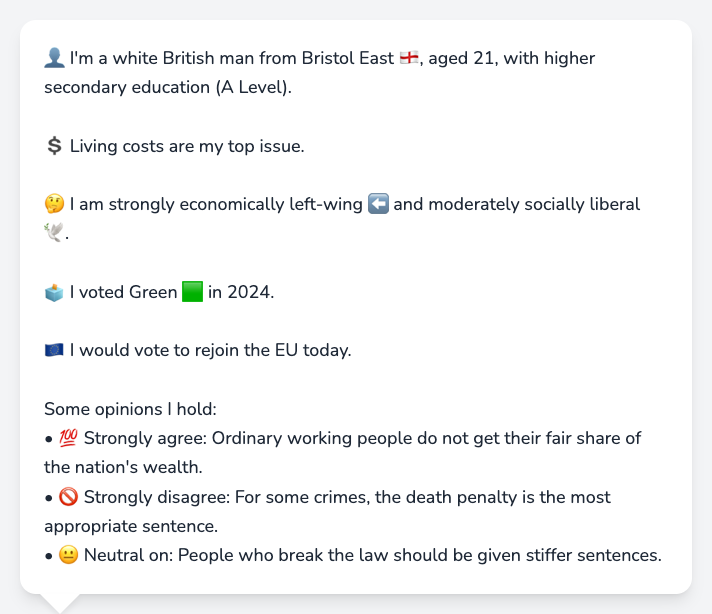 👤 I'm a white British man from Bristol East 🏴󠁧󠁢󠁥󠁮󠁧󠁿, aged 21, with higher
secondary education (A Level).
💲 Living costs are my top issue.
🤔 I am strongly economically left-wing ⬅️ and moderately socially liberal
🕊️.
🗳️ I voted Green 🟩 in 2024.
🇪🇺 I would vote to rejoin the EU today.
Some opinions I hold:
• 💯 Strongly agree: Ordinary working people do not get their fair share of
the nation's wealth.
• 🚫 Strongly disagree: For some crimes, the death penalty is the most
appropriate sentence.
• 😐 Neutral on: People who break the law should be given stiffer sentences.